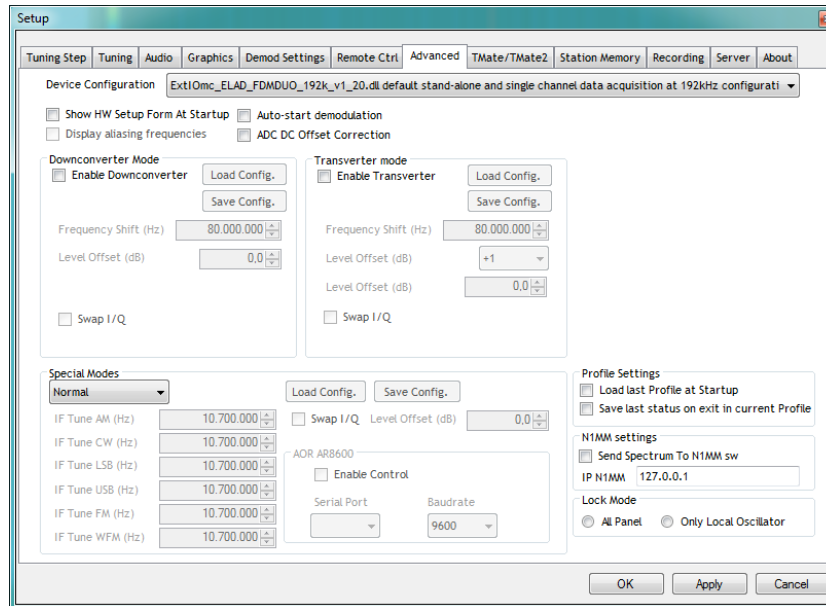 Setup
Tuning Step Tuning Audio Graphics Demod Settings Remote Ctrl Advanced TMate/TMate2 Station Memory Recording Server About
Device Configuration ExtIOmc_ELAD_FDMDUO_192k_v1_20.dll default stand-alone and single channel data acquisition at 192kHz configurati
Show HW Setup Form At Startup Auto-start demodulation
Display aliasing frequencies ADC DC Offset Correction
Downconverter Mode
Enable Downconverter Load Config.
Save Config.
Frequency Shift (Hz) 80.000.000
Level Offset (dB) 0,0
Swap I/Q
Transverter mode
Enable Transverter Load Config.
Save Config.
Frequency Shift (Hz) 80.000.000
Level Offset (dB) +1
Level Offset (dB) 0,0
Swap I/Q
Special Modes
Normal Load Config. Save Config.
IF Tune AM (Hz) 10.700.000 Swap I/Q Level Offset (dB) 0,0
IF Tune CW (Hz) 10.700.000
IF Tune LSB (Hz) 10.700.000
IF Tune USB (Hz) 10.700.000
IF Tune FM (Hz) 10.700.000
IF Tune WFM (Hz) 10.700.000
AOR AR8600
Enable Control
Serial Port Baudrate
9600
Profile Settings
Load last Profile at Startup
Save last status on exit in current Profile
N1MM settings
Send Spectrum To N1MM sw
IP N1MM 127.0.0.1
Lock Mode
All Panel Only Local Oscillator
OK Apply Cancel